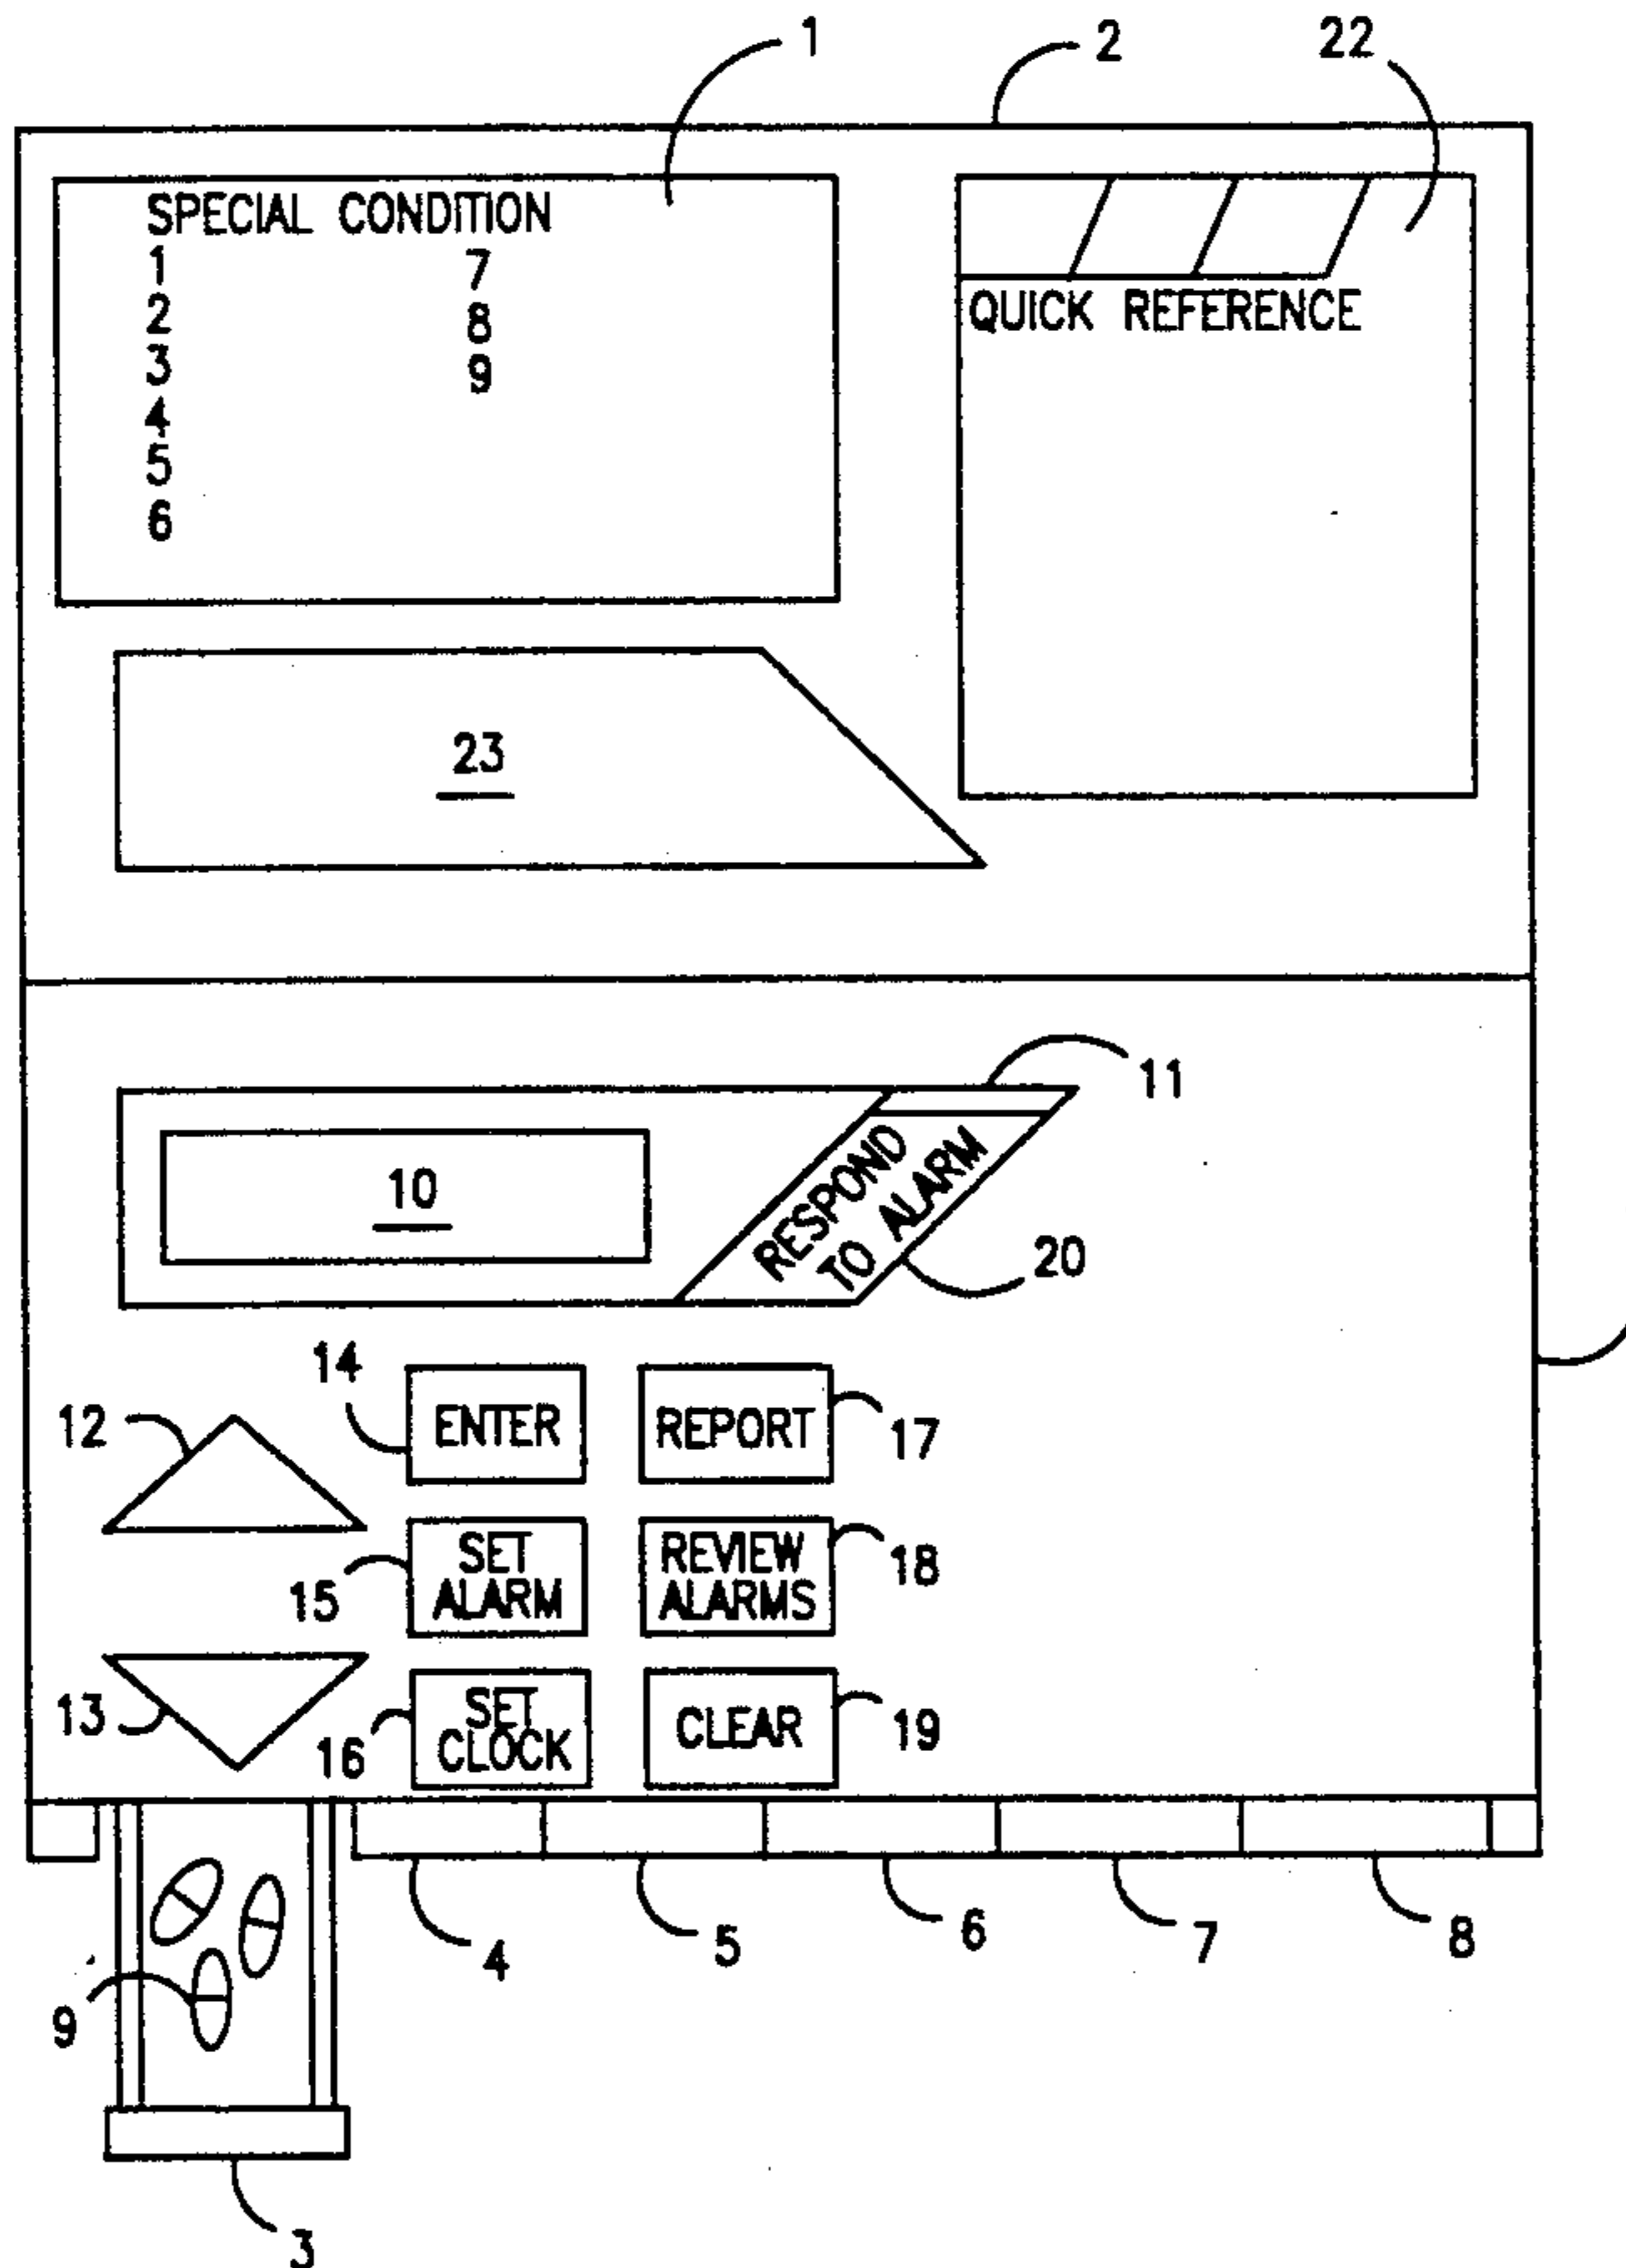 1
2
22
SPECIAL CONDITION
1 7
2 8
3 9
4
5
6
QUICK REFERENCE
23
11
10
RESPOND
TO ALARM
20
14
ENTER
REPORT
17
12
SET
ALARM
REVIEW
ALARMS
18
15
13
SET
CLOCK
CLEAR
19
16
4
5
6
7
8
9
3